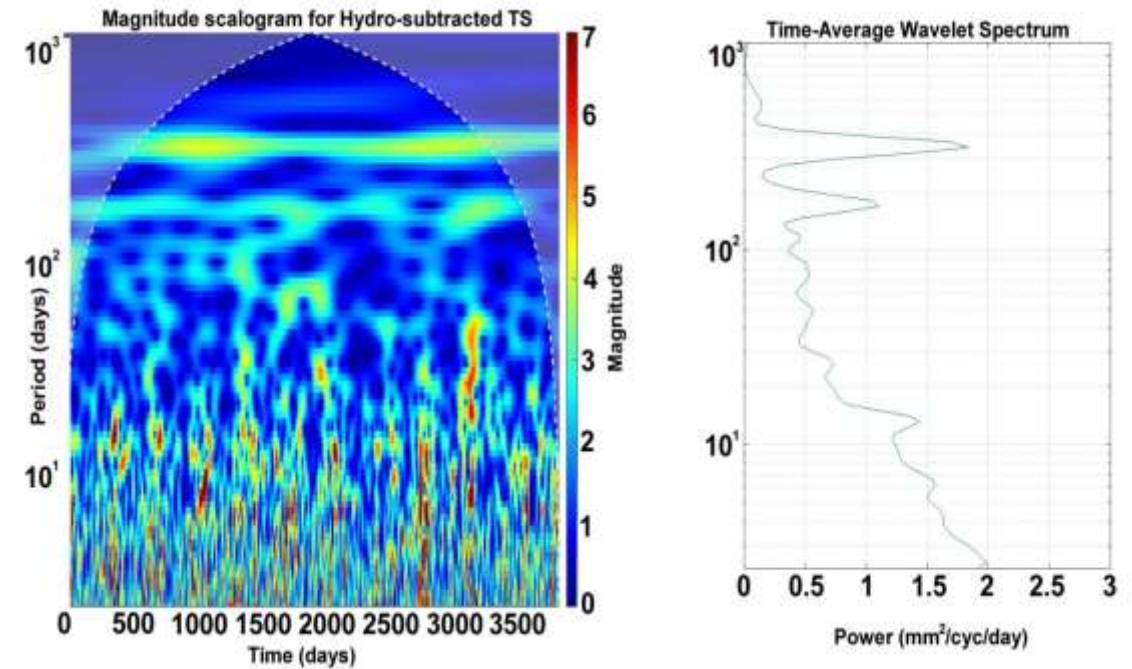 Magnitude scalogram for Hydro-subtracted TS
10³
10²
10¹
Period (days)
0 500 1000 1500 2000 2500 3000 3500
Time (days)
7
6
5
4
3
2
1
0
Magnitude
Time-Average Wavelet Spectrum
10³
10²
10¹
0 0.5 1 1.5 2 2.5 3
Power (mm²/cyc/day)